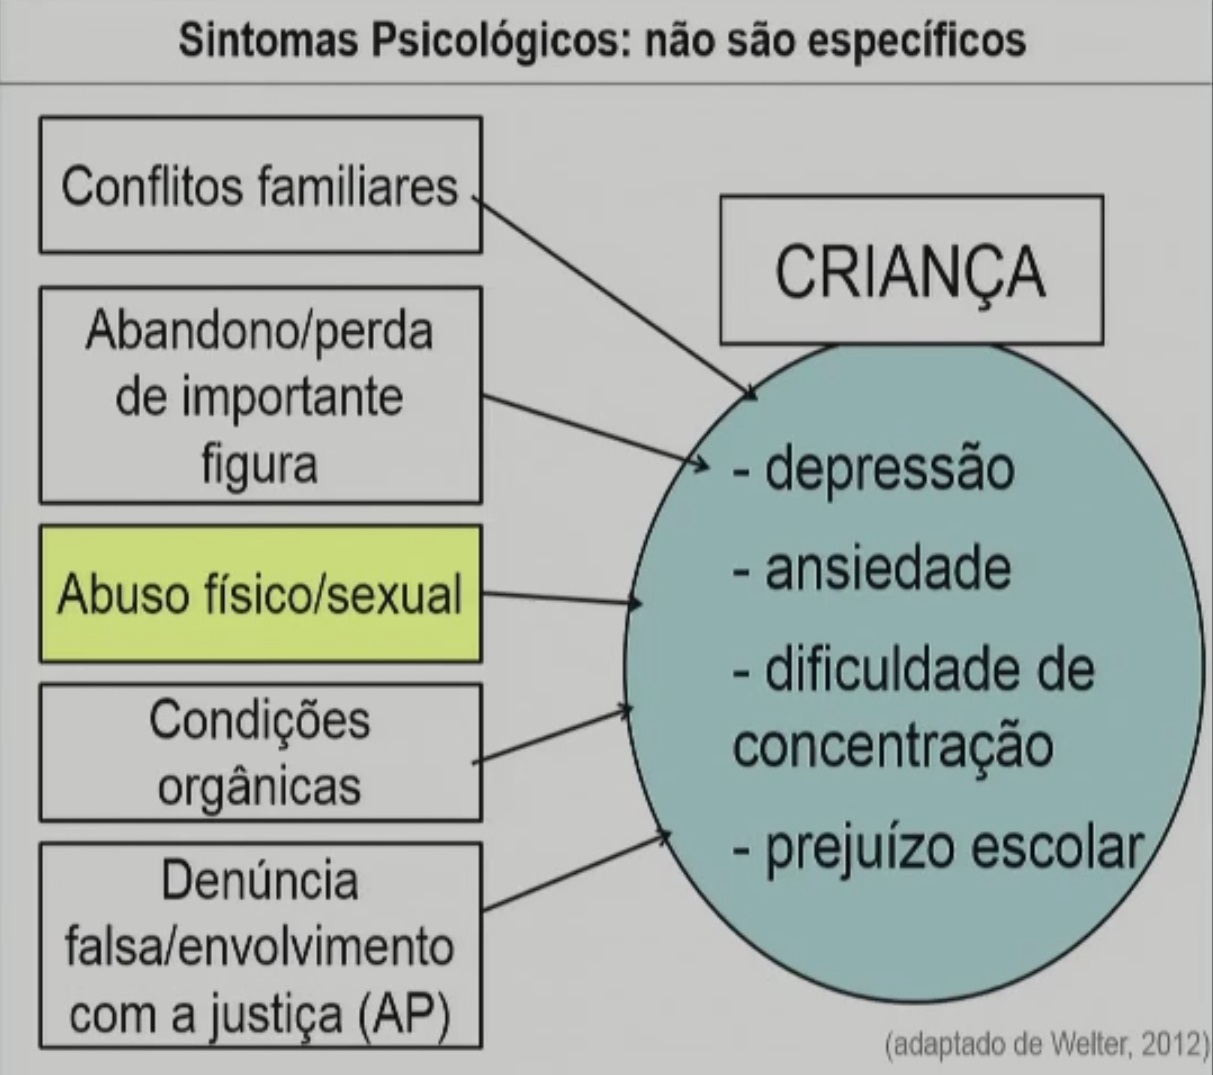 Sintomas Psicológicos: não são específicos
Conflitos familiares
Abandono/perda
de importante
figura
Abuso físico/sexual
Condições
orgânicas
Denúncia
falsa/envolvimento
com a justiça (AP)
CRIANÇA
- depressão
- ansiedade
- dificuldade de
concentração
- prejuízo escolar
(adaptado de Welter, 2012)